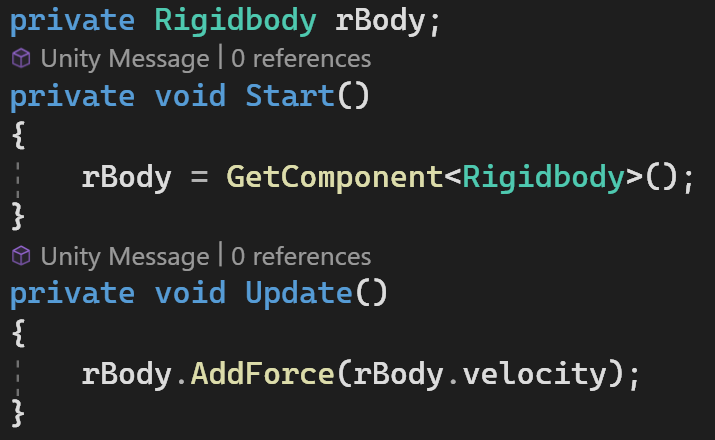 private Rigidbody rBody;
Unity Message | 0 references
private void Start()
{
    rBody = GetComponent<Rigidbody>();
}
Unity Message | 0 references
private void Update()
{
    rBody.AddForce(rBody.velocity);
}